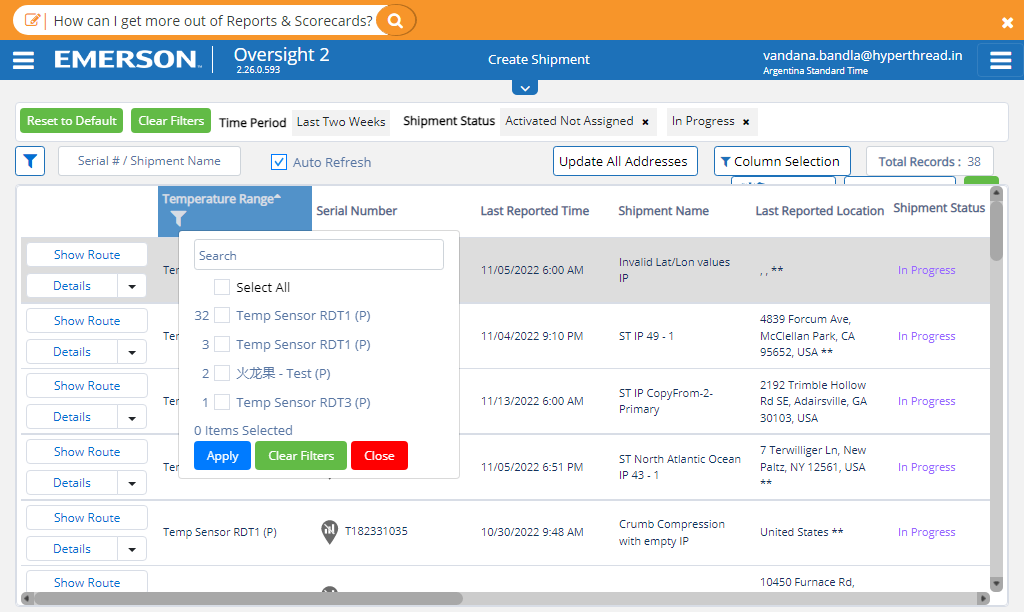 How can I get more out of Reports & Scorecards?
EMERSON
Oversight 2
2.26.0.593
Create Shipment
vandana.bandla@hyperthread.in
Argentina Standard Time
Reset to Default
Clear Filters
Time Period
Last Two Weeks
Shipment Status
Activated Not Assigned ×
In Progress ×
Serial # / Shipment Name
Auto Refresh
Update All Addresses
Column Selection
Total Records : 38
Temperature Range^
Serial Number
Last Reported Time
Shipment Name
Last Reported Location
Shipment Status
Show Route
Details
11/05/2022 6:00 AM
Invalid Lat/Lon values
IP
, , **
In Progress
Search
Select All
32 Temp Sensor RDT1 (P)
3 Temp Sensor RDT1 (P)
2 火龙果 - Test (P)
1 Temp Sensor RDT3 (P)
0 Items Selected
Apply
Clear Filters
Close
Show Route
Details
11/04/2022 9:10 PM
ST IP 49 - 1
4839 Forcum Ave,
McClellan Park, CA
95652, USA **
In Progress
Show Route
Details
11/13/2022 6:00 AM
ST IP CopyFrom-2-
Primary
2192 Trimble Hollow
Rd SE, Adairsville, GA
30103, USA
In Progress
Show Route
Details
11/05/2022 6:51 PM
ST North Atlantic Ocean
IP 43 - 1
7 Terwilliger Ln, New
Paltz, NY 12561, USA
**
In Progress
Show Route
Details
Temp Sensor RDT1 (P)
T182331035
10/30/2022 9:48 AM
Crumb Compression
with empty IP
United States **
In Progress
Show Route
10450 Furnace Rd,